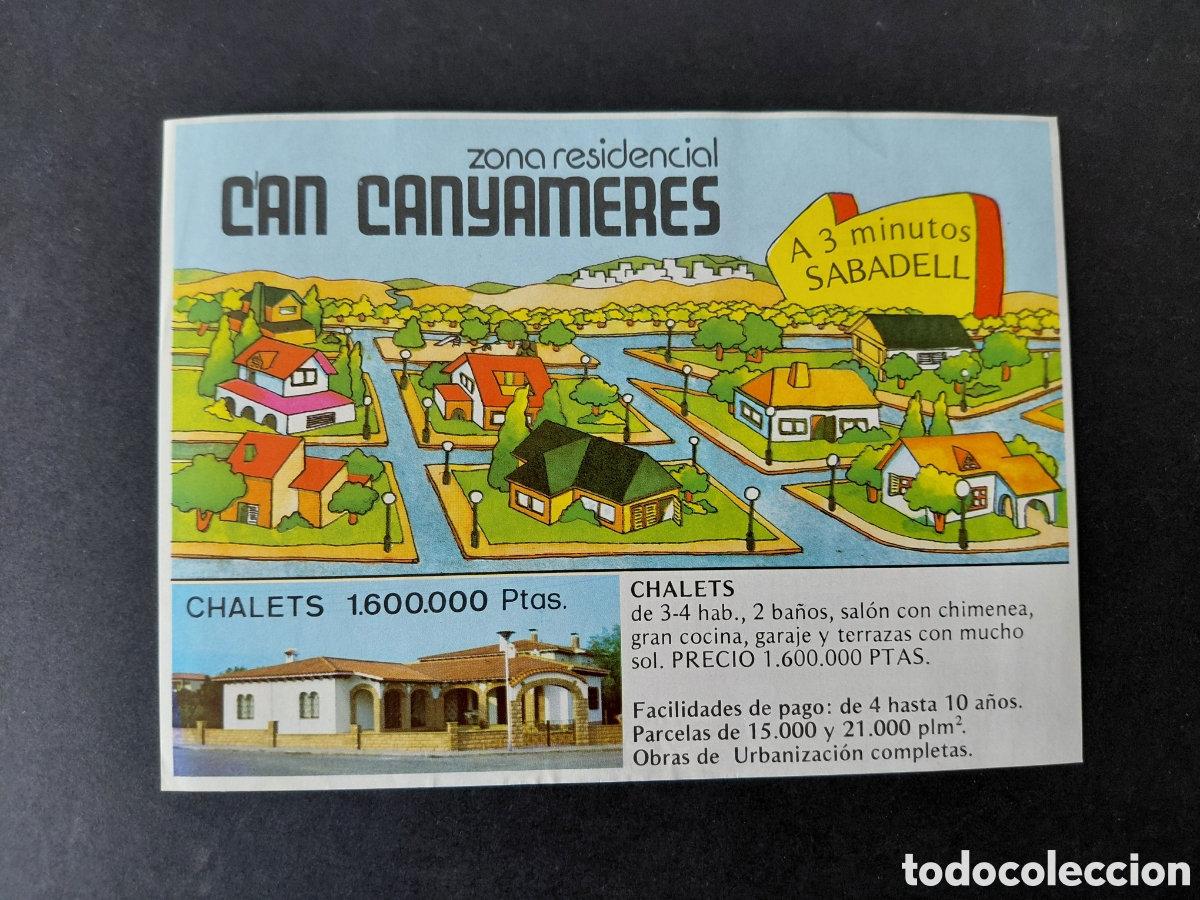 zona residencial
C'AN CANYAMERES
A 3 minutos
SABADELL
CHALETS 1.600.000 Ptas.
CHALETS
de 3-4 hab., 2 baños, salón con chimenea,
gran cocina, garaje y terrazas con mucho
sol. PRECIO 1.600.000 PTAS.
Facilidades de pago: de 4 hasta 10 años.
Parcelas de 15.000 y 21.000 plm².
Obras de Urbanización completas.
todocoleccion